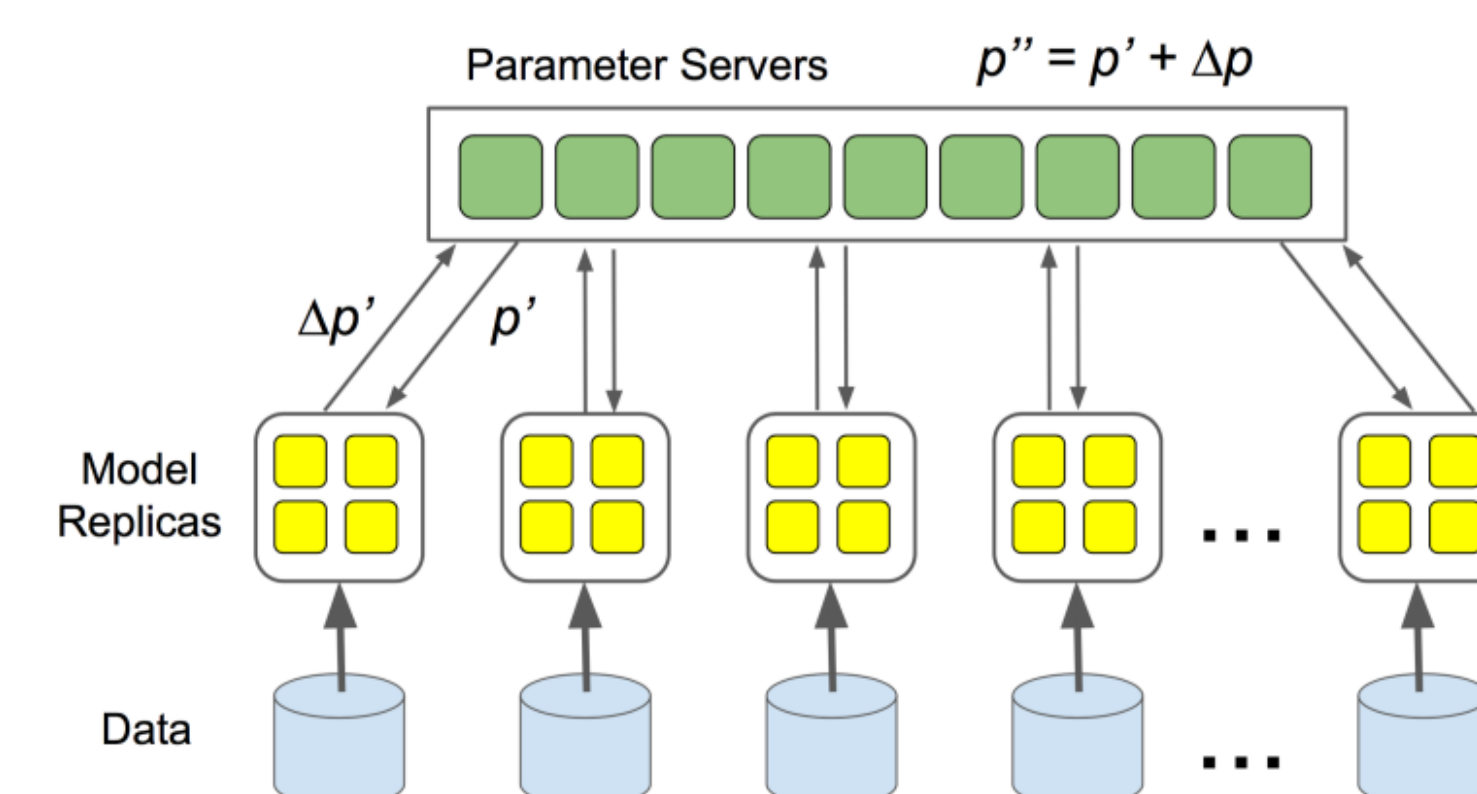 Parameter Servers
p’’ = p’ + Δp
Δp’
p’
Model
Replicas
...
Data
...